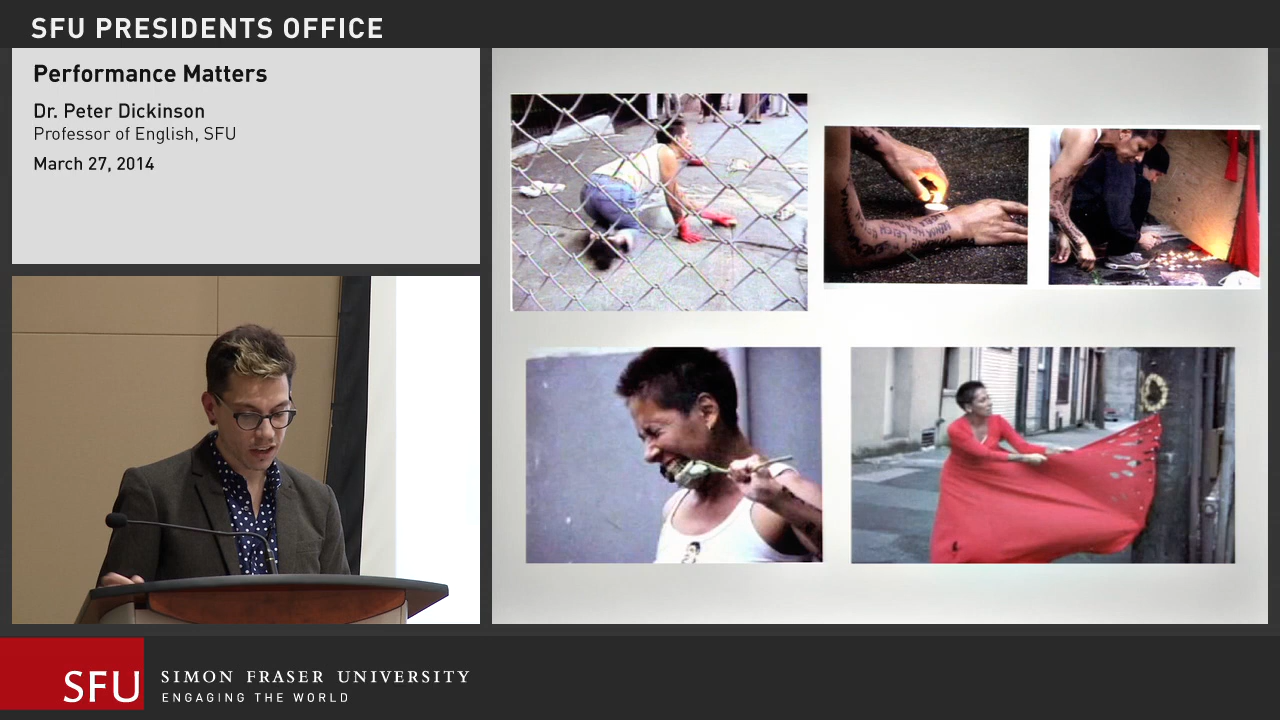 SFU PRESIDENTS OFFICE
Performance Matters
Dr. Peter Dickinson
Professor of English, SFU
March 27, 2014
SFU
SIMON FRASER UNIVERSITY
ENGAGING THE WORLD